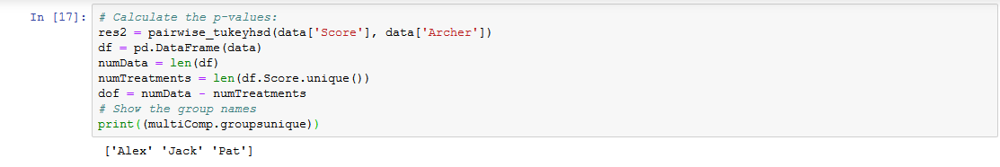 In [17]: # Calculate the p-values:
res2 = pairwise_tukeyhsd(data['Score'], data['Archer'])
df = pd.DataFrame(data)
numData = len(df)
numTreatments = len(df.Score.unique())
dof = numData - numTreatments
# Show the group names
print((multiComp.groupsunique))
['Alex' 'Jack' 'Pat']